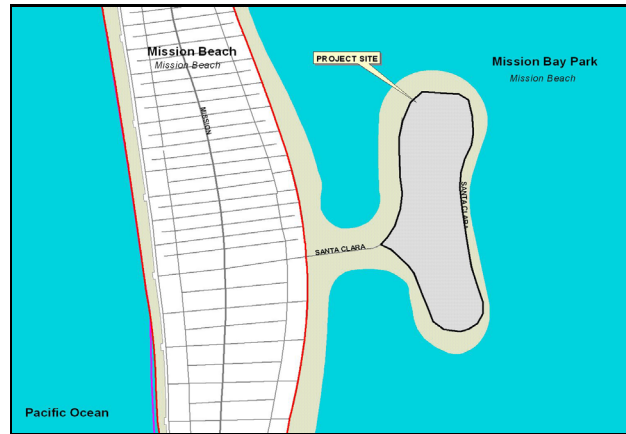 Mission Beach
Mission Beach
PROJECT SITE
Mission Bay Park
Mission Beach
MISSION
SANTA CLARA
SANTA CLARA
Pacific Ocean